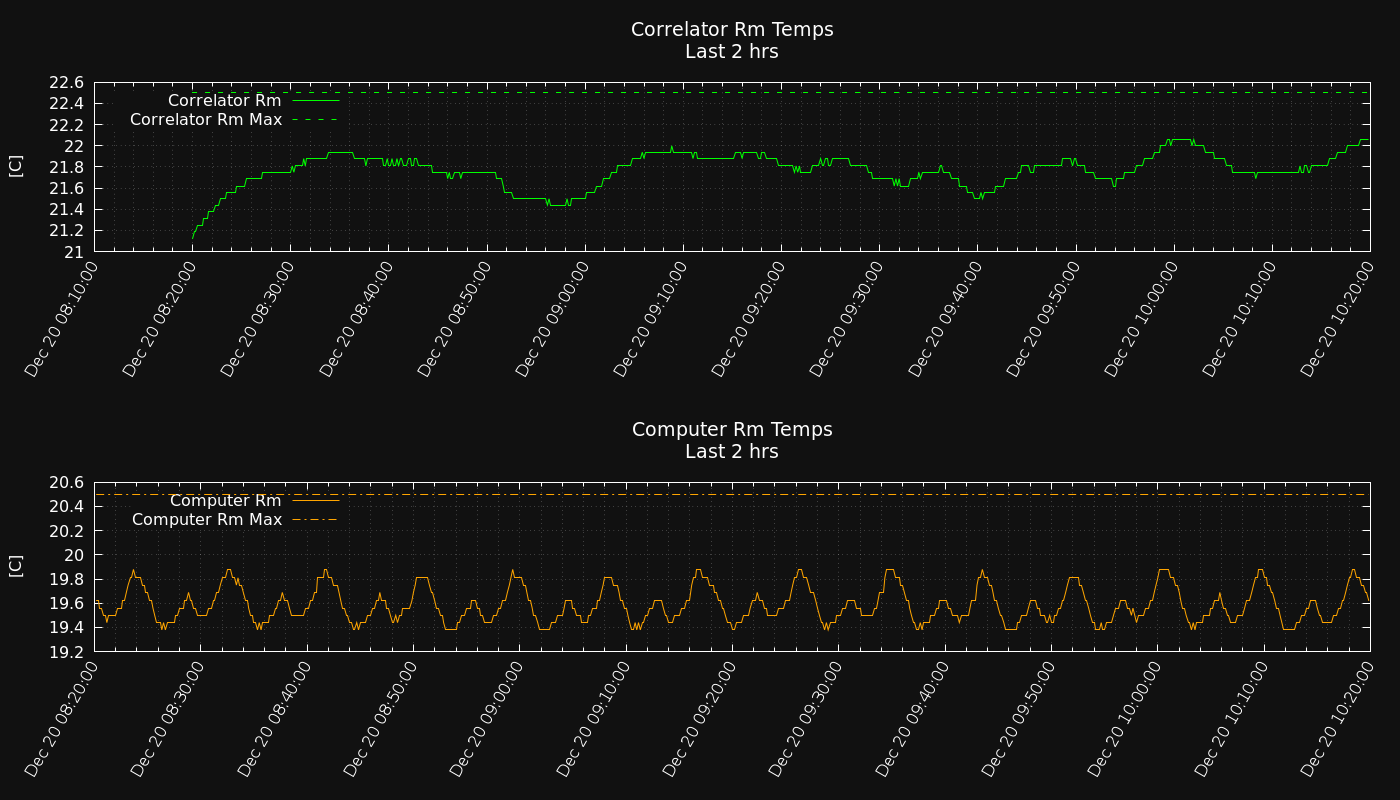 Correlator Rm Temps
Last 2 hrs
[C]
22.6
22.4
22.2
22
21.8
21.6
21.4
21.2
21
Correlator Rm
Correlator Rm Max
Dec 20 08:10:00
Dec 20 08:20:00
Dec 20 08:30:00
Dec 20 08:40:00
Dec 20 08:50:00
Dec 20 09:00:00
Dec 20 09:10:00
Dec 20 09:20:00
Dec 20 09:30:00
Dec 20 09:40:00
Dec 20 09:50:00
Dec 20 10:00:00
Dec 20 10:10:00
Dec 20 10:20:00
Computer Rm Temps
Last 2 hrs
[C]
20.6
20.4
20.2
20
19.8
19.6
19.4
19.2
Computer Rm
Computer Rm Max
Dec 20 08:20:00
Dec 20 08:30:00
Dec 20 08:40:00
Dec 20 08:50:00
Dec 20 09:00:00
Dec 20 09:10:00
Dec 20 09:20:00
Dec 20 09:30:00
Dec 20 09:40:00
Dec 20 09:50:00
Dec 20 10:00:00
Dec 20 10:10:00
Dec 20 10:20:00